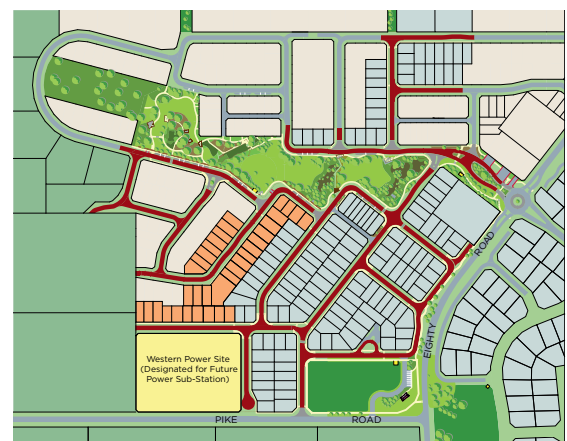 ROAD
EIGHTY
Western Power Site
(Designated for Future
Power Sub-Station)
PIKE ROAD